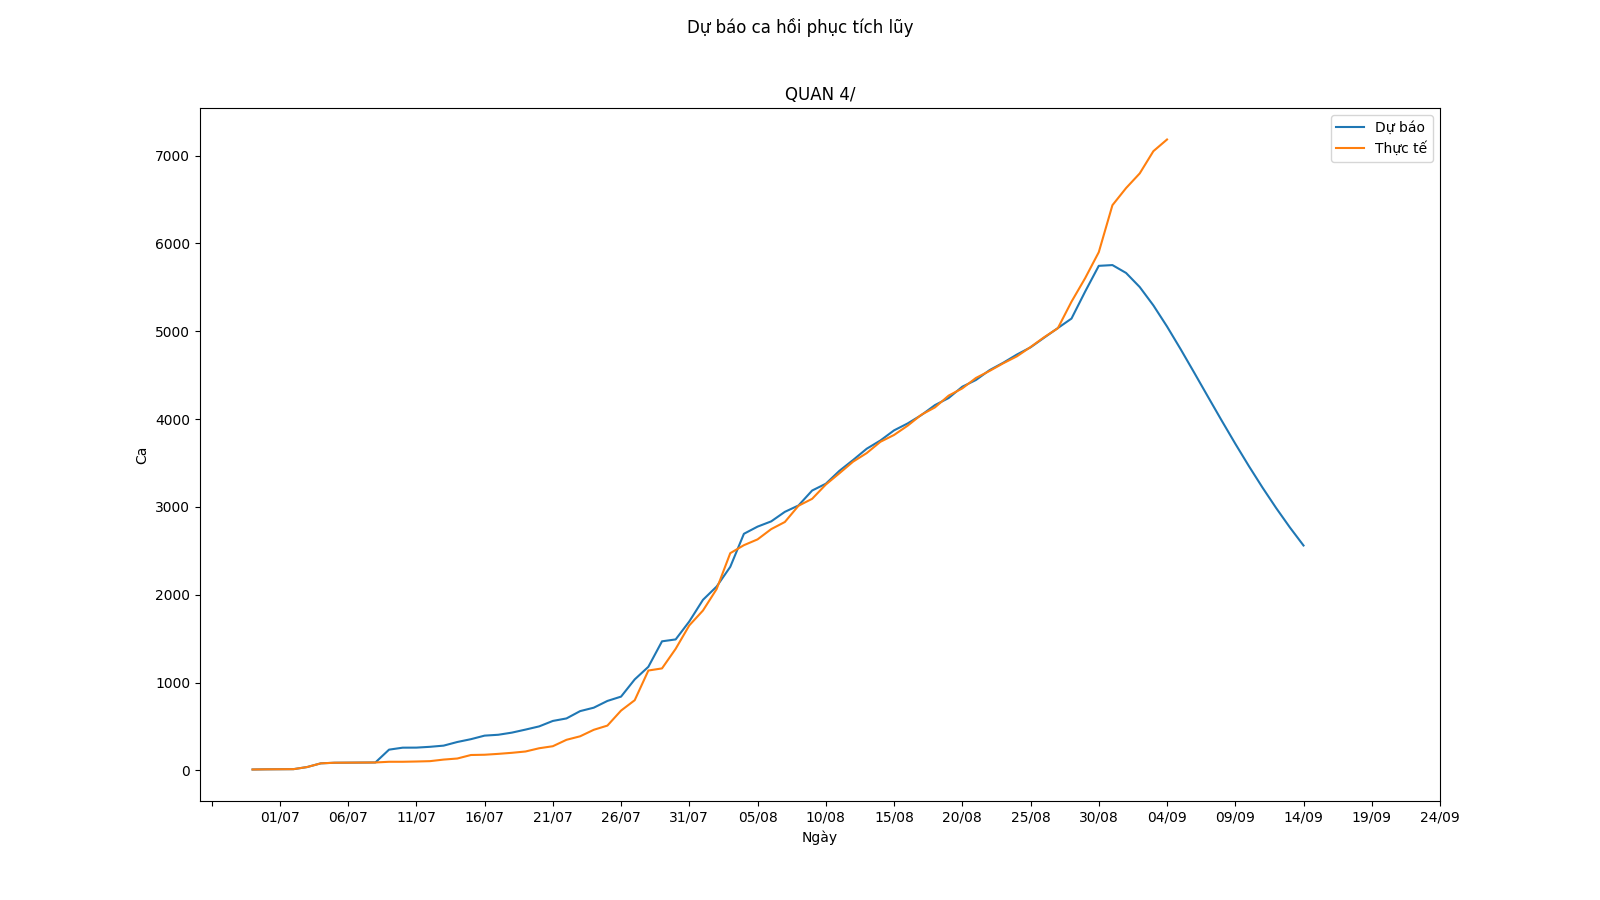 Dự báo ca hồi phục tích lũy
QUAN 4/
Dự báo
Thực tế
7000
6000
5000
4000
3000
2000
1000
0
Ca
01/07 06/07 11/07 16/07 21/07 26/07 31/07 05/08 10/08 15/08 20/08 25/08 30/08 04/09 09/09 14/09 19/09 24/09
Ngày